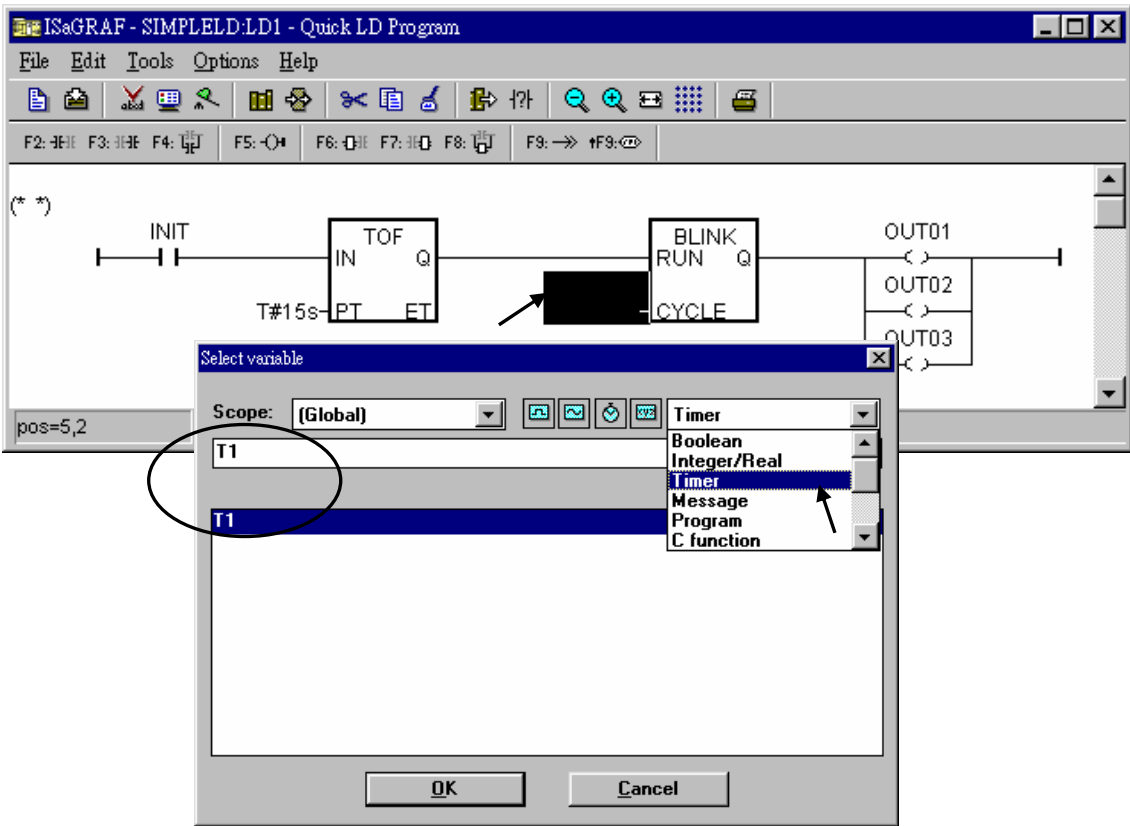 ISaGRAF - SIMPLELD:LD1 - Quick LD Program
File Edit Tools Options Help
abcd
F2: F3: F4: F5: F6: F7: F8: F9: F9:
(* *)
INIT TOF BLINK OUT01
IN Q RUN Q
OUT02
T#15s PT ET CYCLE
OUT03
Select variable
Scope: (Global) xyz Timer
pos=5,2
T1
Boolean
Integer/Real
Timer
T1
Message
Program
C function
OK Cancel